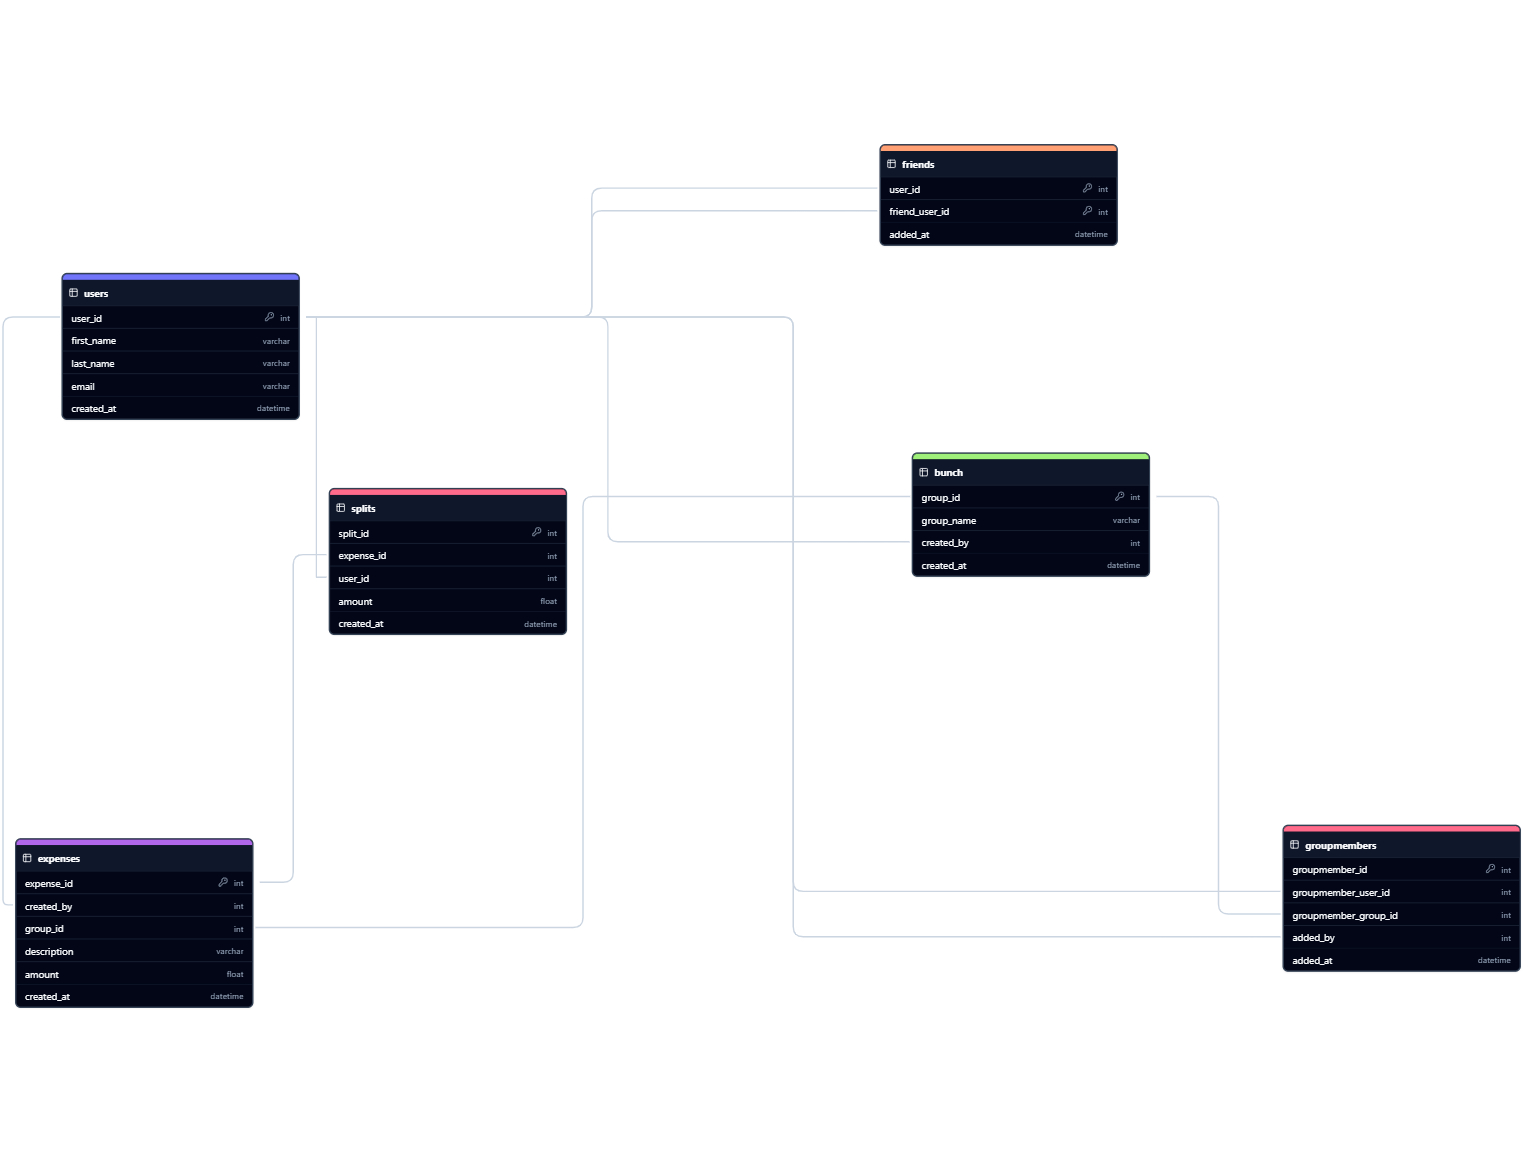 friends
user_id int
friend_user_id int
added_at datetime
users
user_id int
first_name varchar
last_name varchar
email varchar
created_at datetime
bunch
group_id int
group_name varchar
created_by int
created_at datetime
splits
split_id int
expense_id int
user_id int
amount float
created_at datetime
expenses
expense_id int
created_by int
group_id int
description varchar
amount float
created_at datetime
groupmembers
groupmember_id int
groupmember_user_id int
groupmember_group_id int
added_by int
added_at datetime